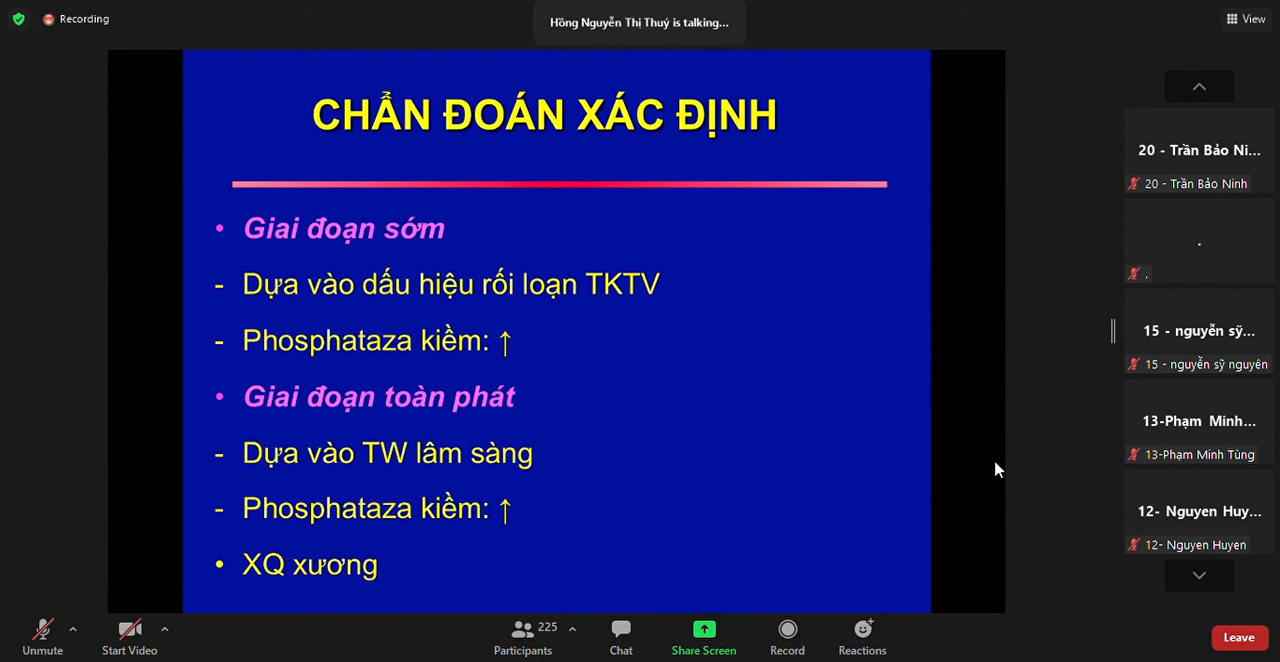 Recording
Hồng Nguyễn Thị Thuý is talking...
View
CHẨN ĐOÁN XÁC ĐỊNH
• Giai đoạn sớm
- Dựa vào dấu hiệu rối loạn TKTV
- Phosphataza kiềm: ↑
• Giai đoạn toàn phát
- Dựa vào TW lâm sàng
- Phosphataza kiềm: ↑
• XQ xương
20 - Trần Bảo Ni...
20 - Trần Bảo Ninh
.
.
15 - nguyễn sỹ...
15 - nguyễn sỹ nguyên
13-Phạm Minh...
13-Phạm Minh Tùng
12- Nguyen Huy...
12- Nguyen Huyen
Unmute
Start Video
225
Participants
Chat
Share Screen
Record
Reactions
Leave